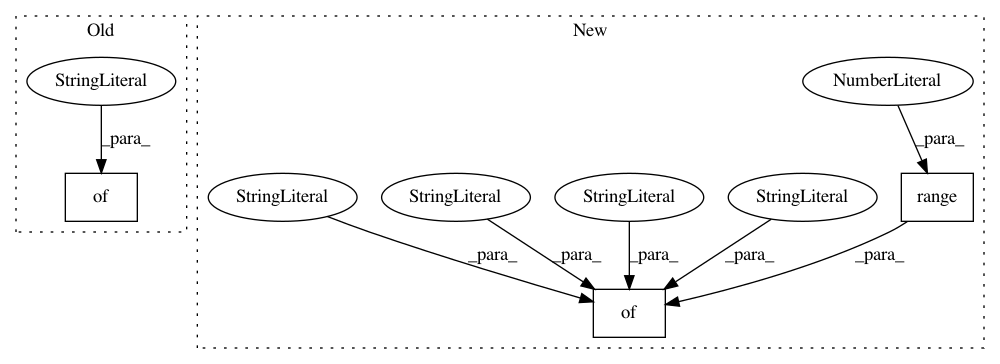 Old
New
StringLiteral
NumberLiteral
_para_
_para_
StringLiteral
StringLiteral
StringLiteral
StringLiteral
of
range
_para_
_para_
_para_
_para_
_para_
of